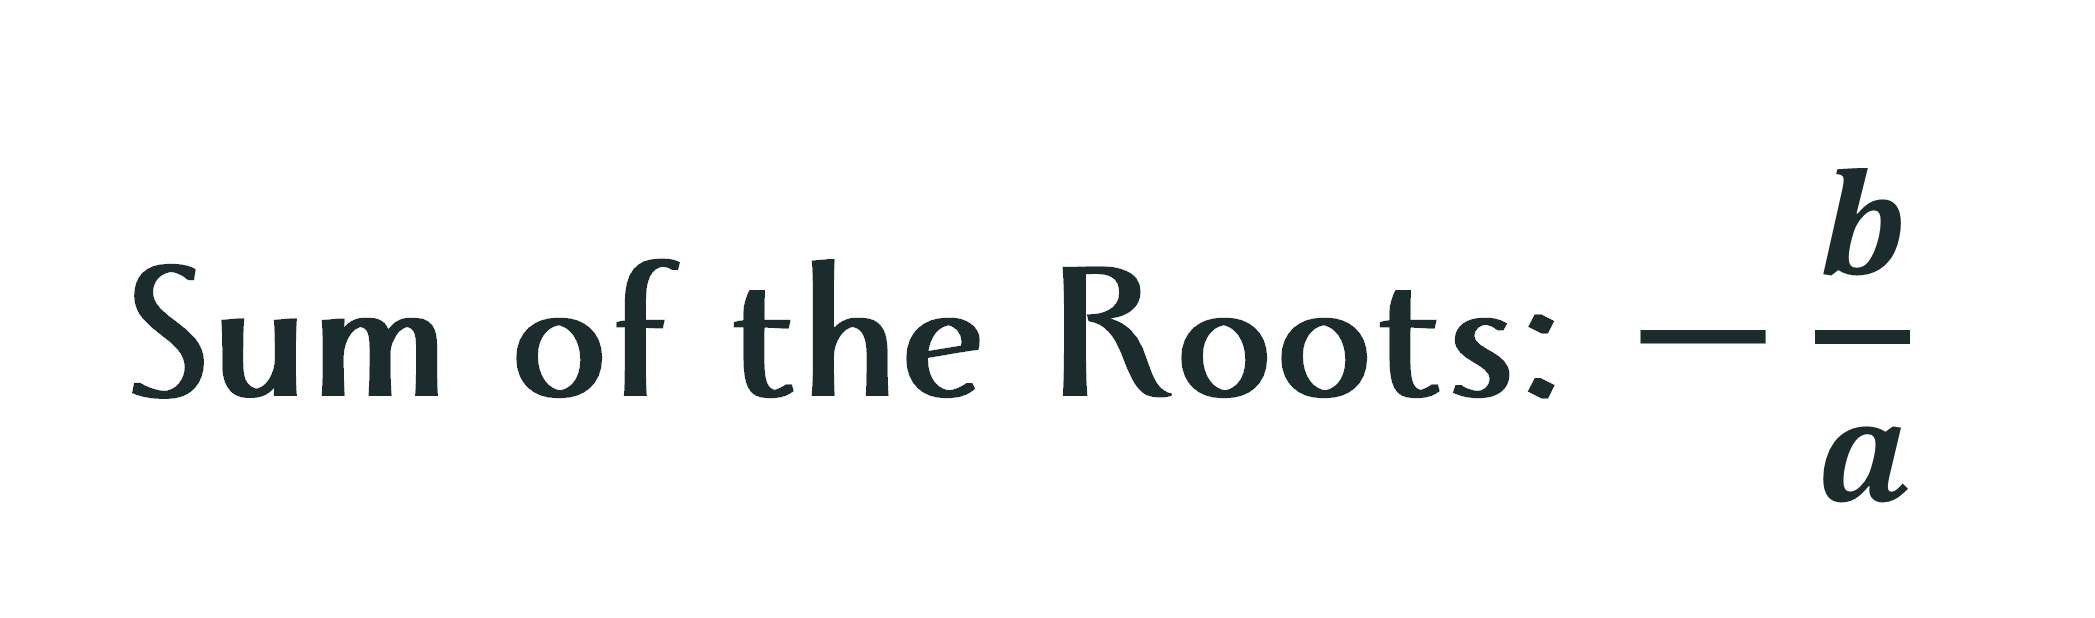 Sum of the Roots: − b/a